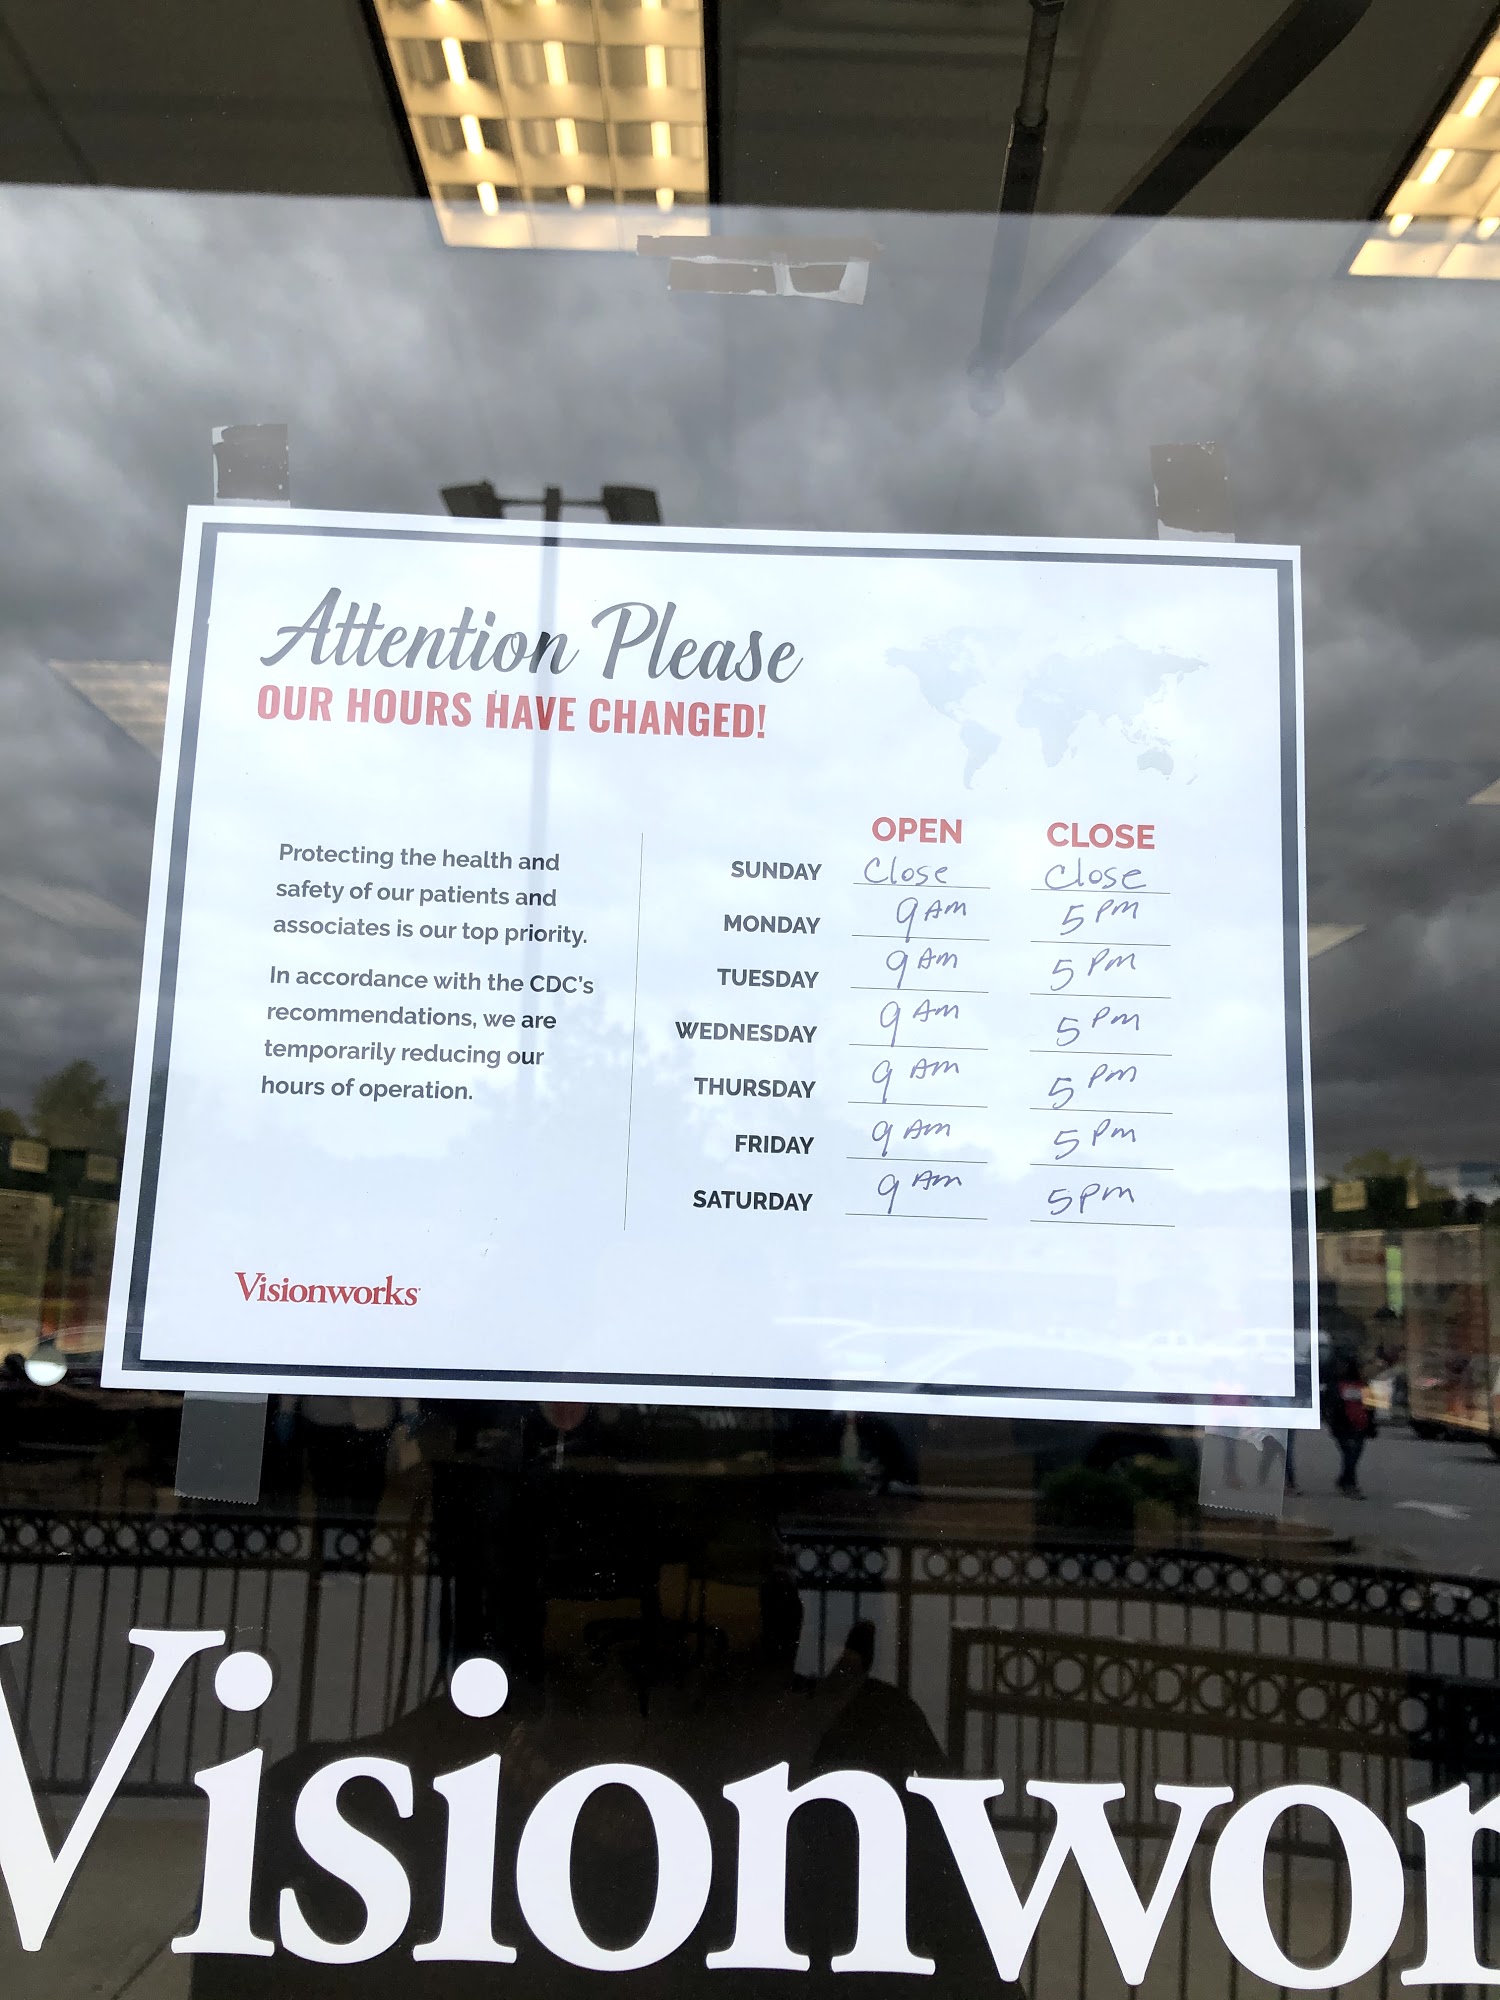 Attention Please
OUR HOURS HAVE CHANGED!
Protecting the health and
safety of our patients and
associates is our top priority.
In accordance with the CDC's
recommendations, we are
temporarily reducing our
hours of operation.
OPEN CLOSE
SUNDAY Close Close
MONDAY 9 AM 5 PM
TUESDAY 9 AM 5 PM
WEDNESDAY 9 AM 5 PM
THURSDAY 9 AM 5 PM
FRIDAY 9 AM 5 PM
SATURDAY 9 AM 5 PM
Visionworks
Visionwor